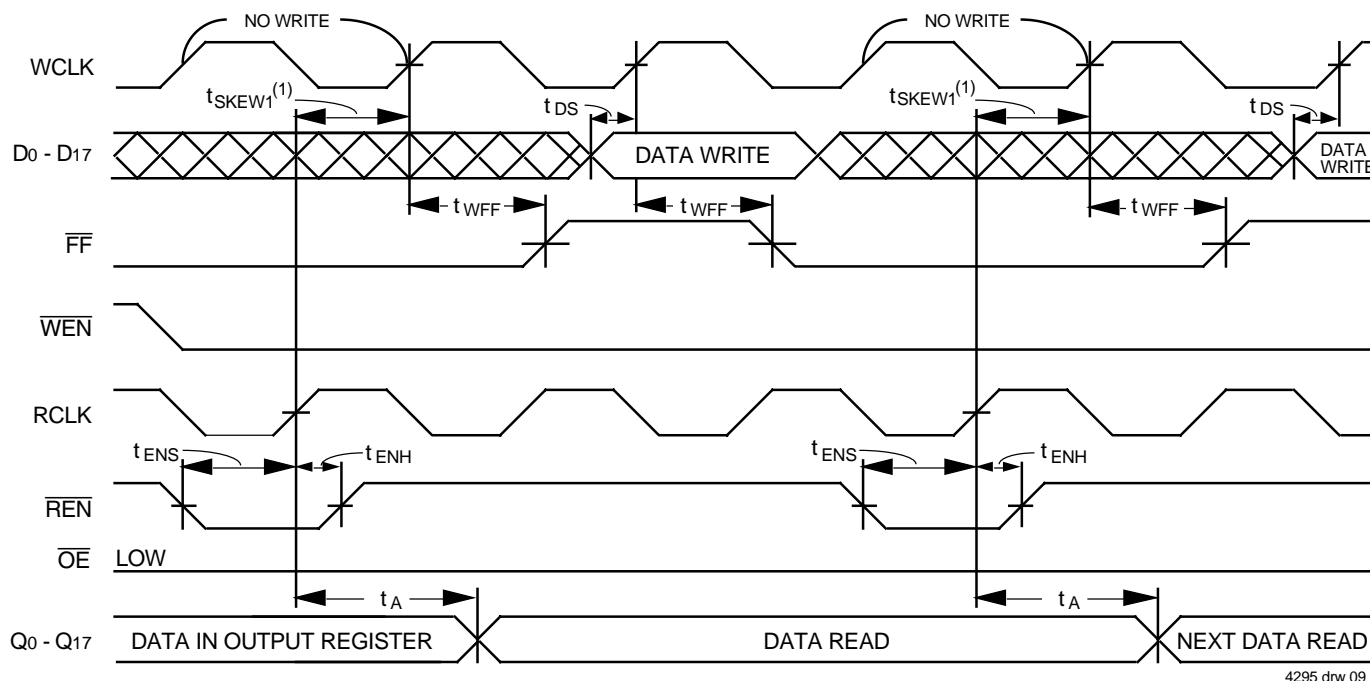 NO WRITE
NO WRITE
WCLK
tSKEW1(1)
tDS
tSKEW1(1)
tDS
D0 - D17
DATA WRITE
DATA
WRITE
tWFF
tWFF
tWFF
FF
WEN
RCLK
tENS
tENH
tENS
tENH
REN
OE
LOW
tA
tA
Q0 - Q17
DATA IN OUTPUT REGISTER
DATA READ
NEXT DATA READ
4295 drw 09